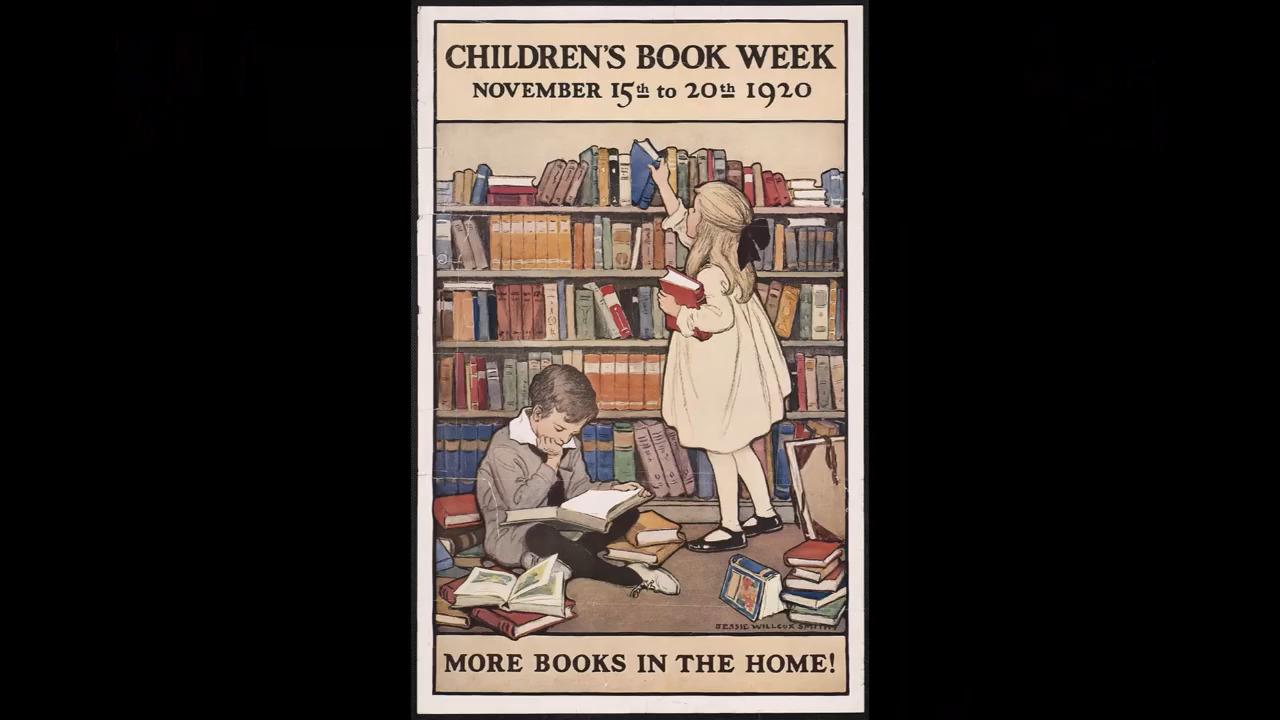 CHILDREN'S BOOK WEEK
NOVEMBER 15th to 20th 1920
JESSIE WILLCOX SMITH
MORE BOOKS IN THE HOME!